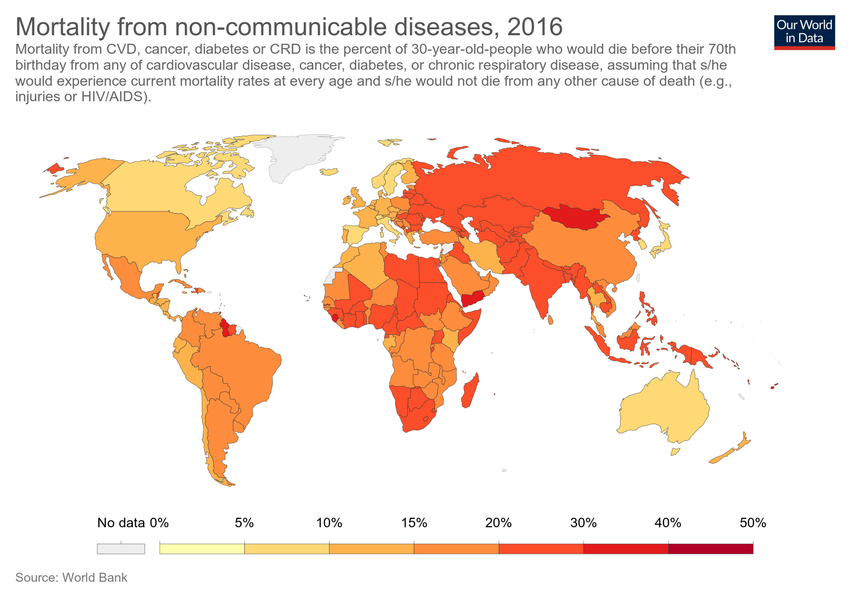 Mortality from non-communicable diseases, 2016
Our World
in Data
Mortality from CVD, cancer, diabetes or CRD is the percent of 30-year-old-people who would die before their 70th
birthday from any of cardiovascular disease, cancer, diabetes, or chronic respiratory disease, assuming that s/he
would experience current mortality rates at every age and s/he would not die from any other cause of death (e.g.,
injuries or HIV/AIDS).
No data 0% 5% 10% 15% 20% 30% 40% 50%
Source: World Bank